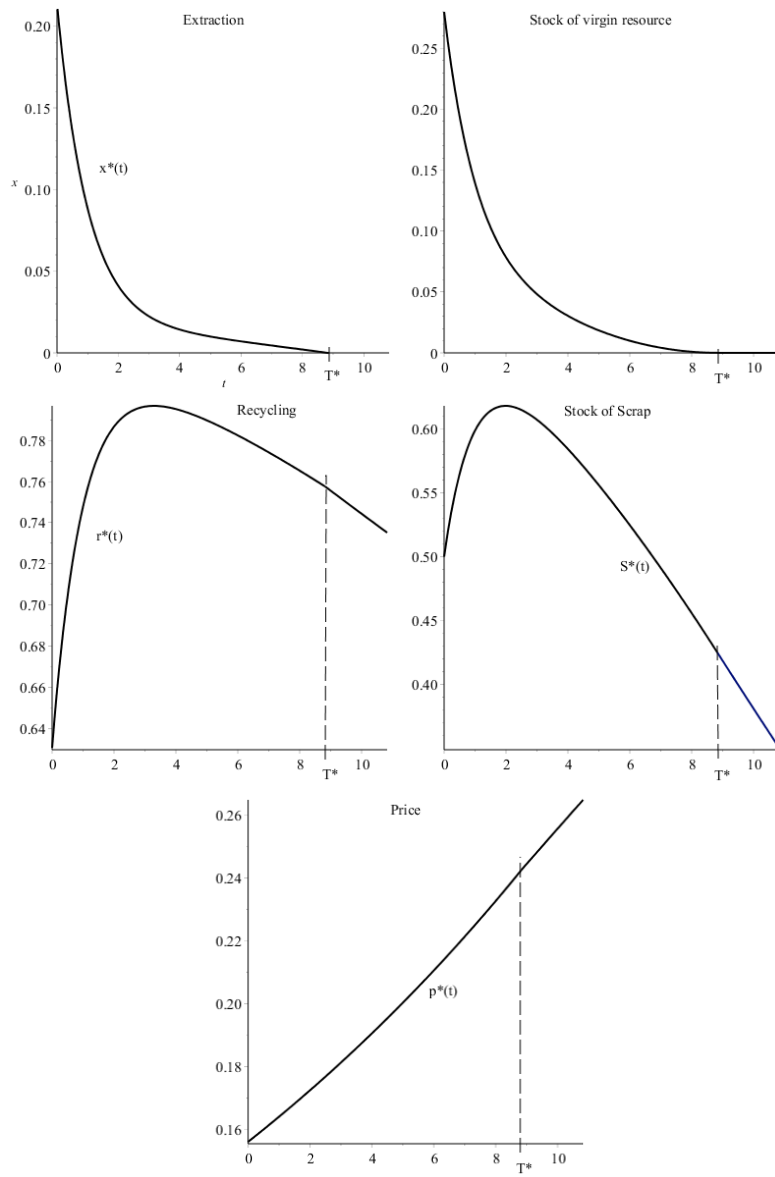 Extraction
0.20
0.15
x*(t)
x
0.10
0.05
0
0 2 4 6 8 T* 10
t
Stock of virgin resource
0.25
0.20
0.15
0.10
0.05
0
0 2 4 6 8 T* 10
Recycling
0.78
0.76
0.74
r*(t)
0.72
0.70
0.68
0.66
0.64
0 2 4 6 8 T* 10
Stock of Scrap
0.60
0.55
0.50
S*(t)
0.45
0.40
0 2 4 6 8 T* 10
Price
0.26
0.24
0.22
p*(t)
0.20
0.18
0.16
0 2 4 6 8 T* 10